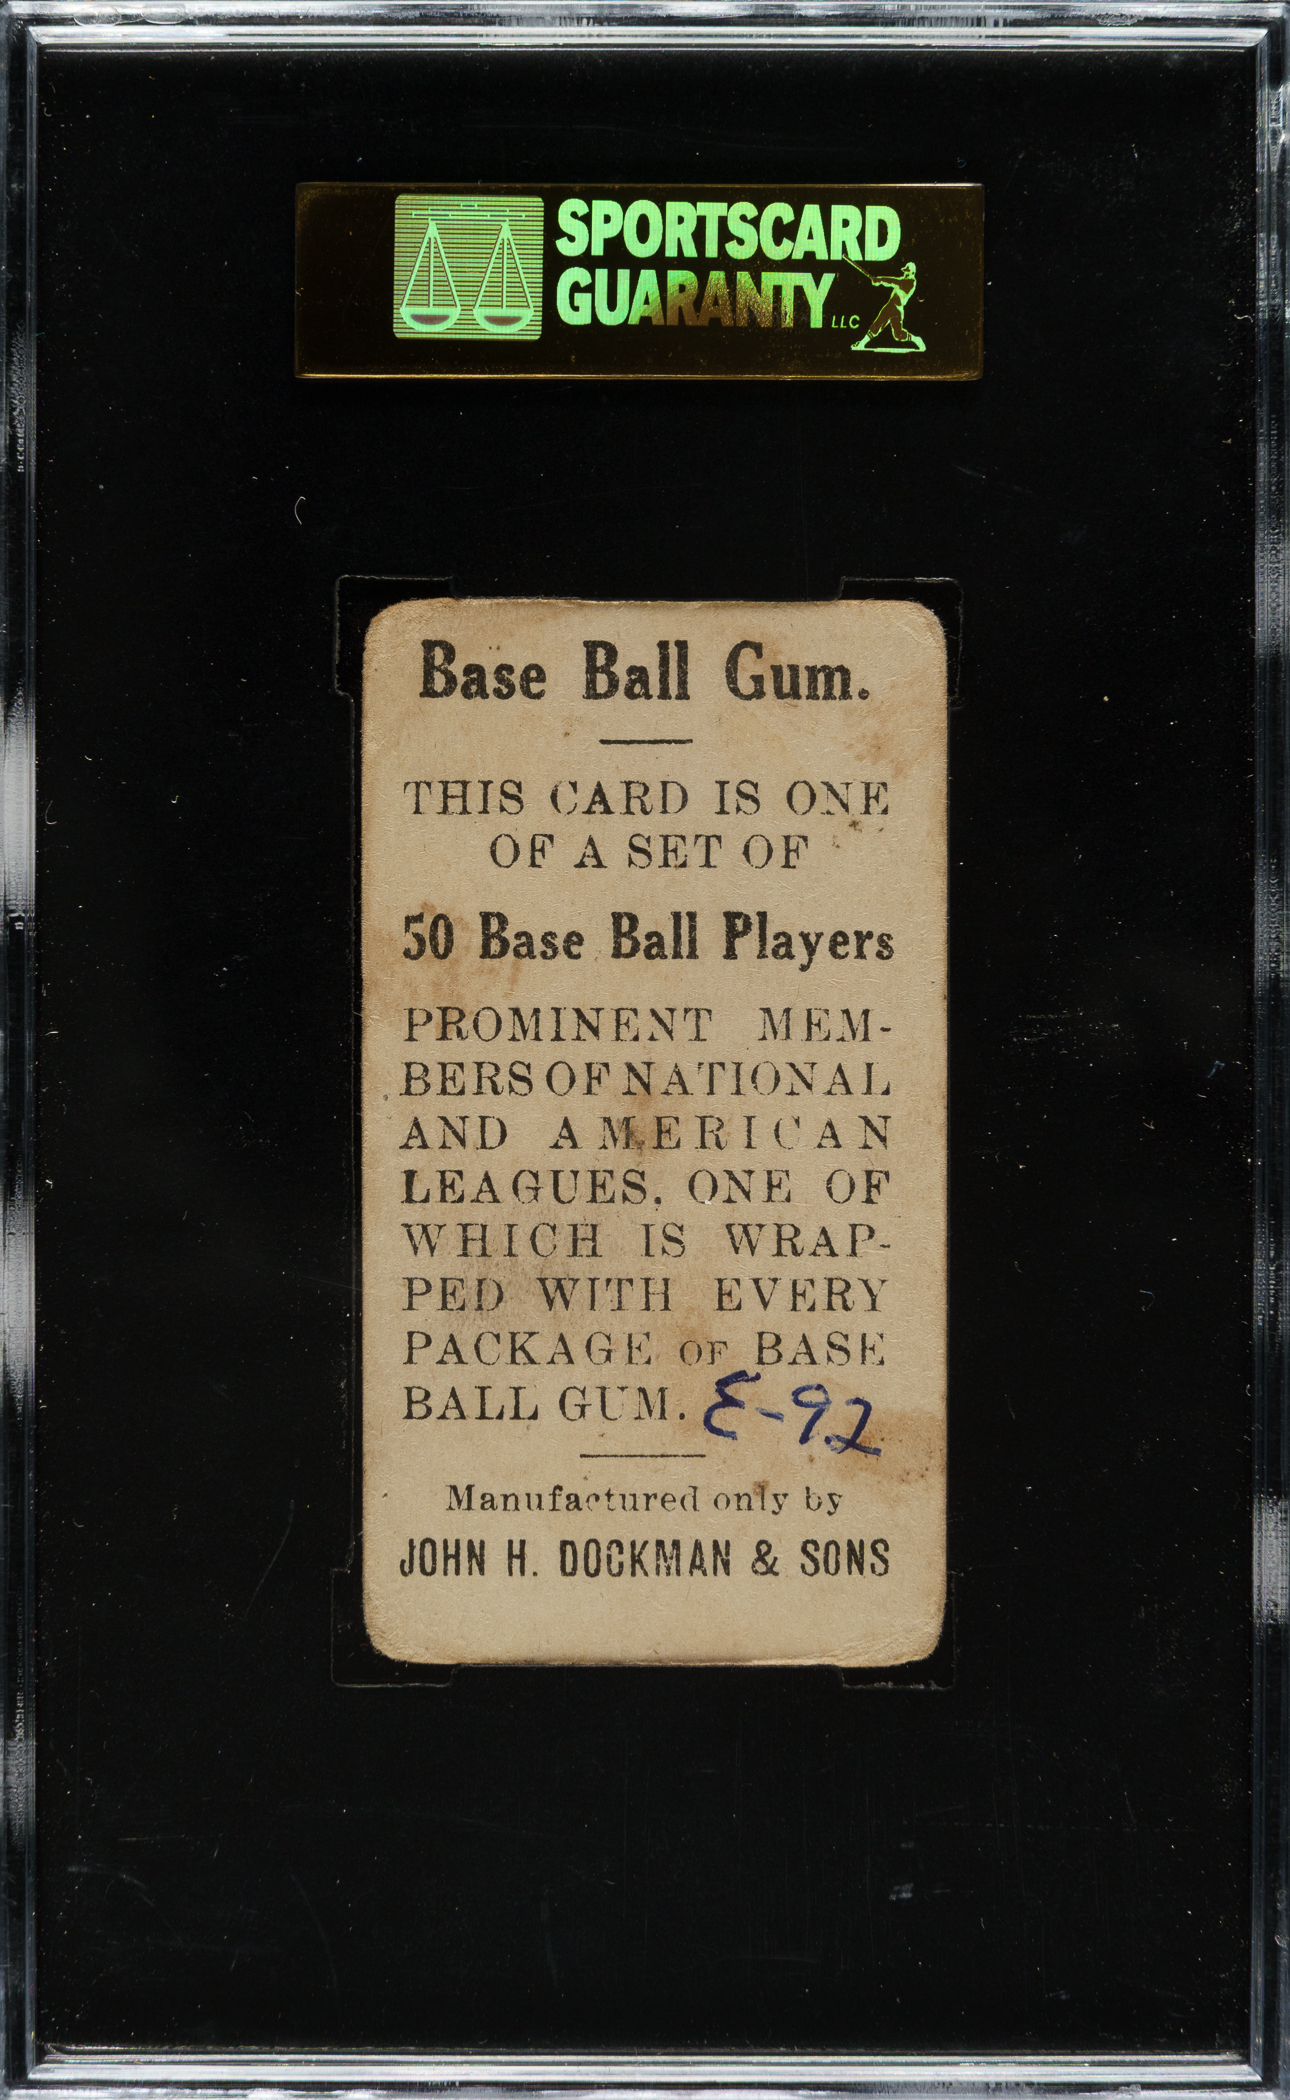 SPORTSCARD
GUARANTY LLC
Base Ball Gum.
THIS CARD IS ONE
OF A SET OF
50 Base Ball Players
PROMINENT MEM-
BERS OF NATIONAL
AND AMERICAN
LEAGUES, ONE OF
WHICH IS WRAP-
PED WITH EVERY
PACKAGE OF BASE
BALL GUM. E-92
Manufactured only by
JOHN H. DOCKMAN & SONS